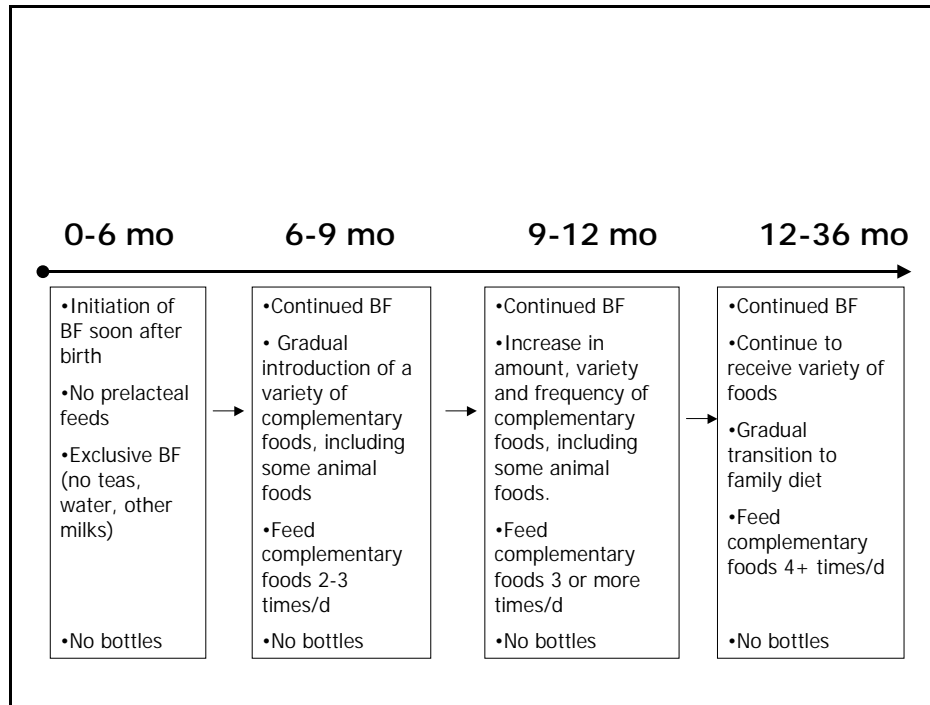 0-6 mo
6-9 mo
9-12 mo
12-36 mo
•Initiation of
BF soon after
birth
•No prelacteal
feeds
•Exclusive BF
(no teas,
water, other
milks)
•No bottles
•Continued BF
• Gradual
introduction of a
variety of
complementary
foods, including
some animal
foods
•Feed
complementary
foods 2-3
times/d
•No bottles
•Continued BF
•Increase in
amount, variety
and frequency of
complementary
foods, including
some animal
foods.
•Feed
complementary
foods 3 or more
times/d
•No bottles
•Continued BF
•Continue to
receive variety of
foods
•Gradual
transition to
family diet
•Feed
complementary
foods 4+ times/d
•No bottles